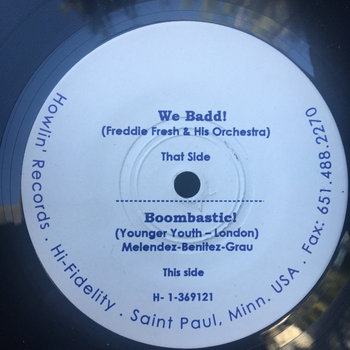 We Badd!
(Freddie Fresh & His Orchestra)
That Side
Boombastic!
(Younger Youth – London)
Melendez-Benitez-Grau
This side
H- 1-369121
Howlin' Records · Hi-Fidelity · Saint Paul, Minn. USA · Fax: 651.488.2270